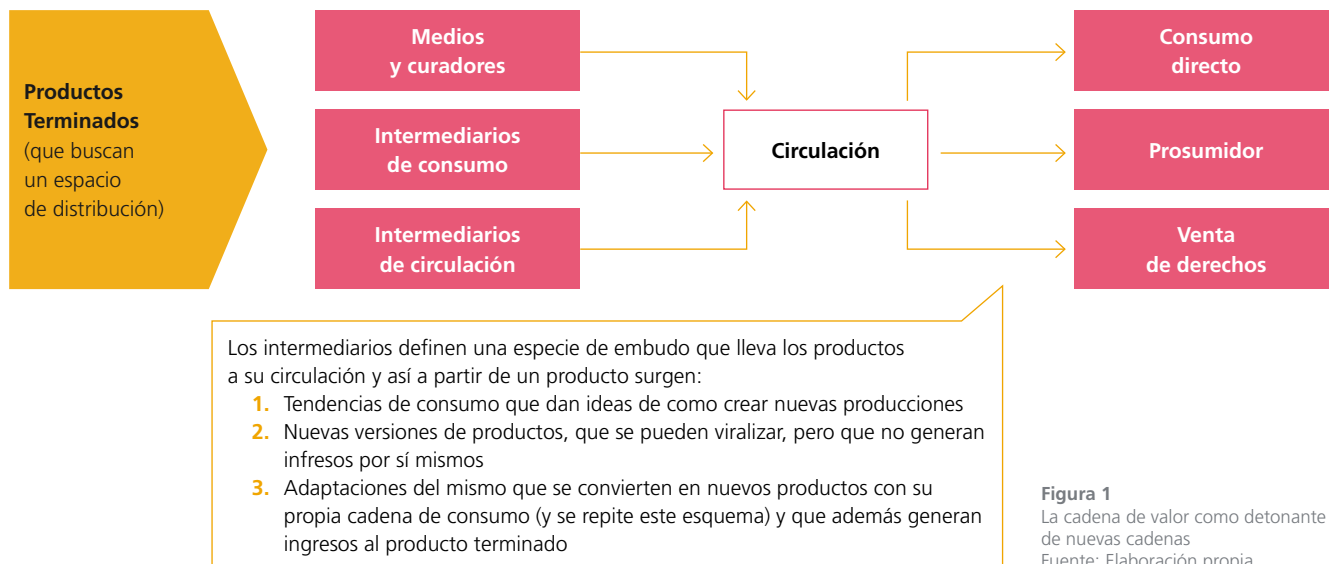 Productos
Terminados
(que buscan
un espacio
de distribución)
Medios
y curadores
Intermediarios
de consumo
Intermediarios
de circulación
Circulación
Consumo
directo
Prosumidor
Venta
de derechos
Los intermediarios definen una especie de embudo que lleva los productos
a su circulación y así a partir de un producto surgen:
1. Tendencias de consumo que dan ideas de como crear nuevas producciones
2. Nuevas versiones de productos, que se pueden viralizar, pero que no generan
infresos por sí mismos
3. Adaptaciones del mismo que se convierten en nuevos productos con su
propia cadena de consumo (y se repite este esquema) y que además generan
ingresos al producto terminado
Figura 1
La cadena de valor como detonante
de nuevas cadenas
Fuente: Elaboración propia